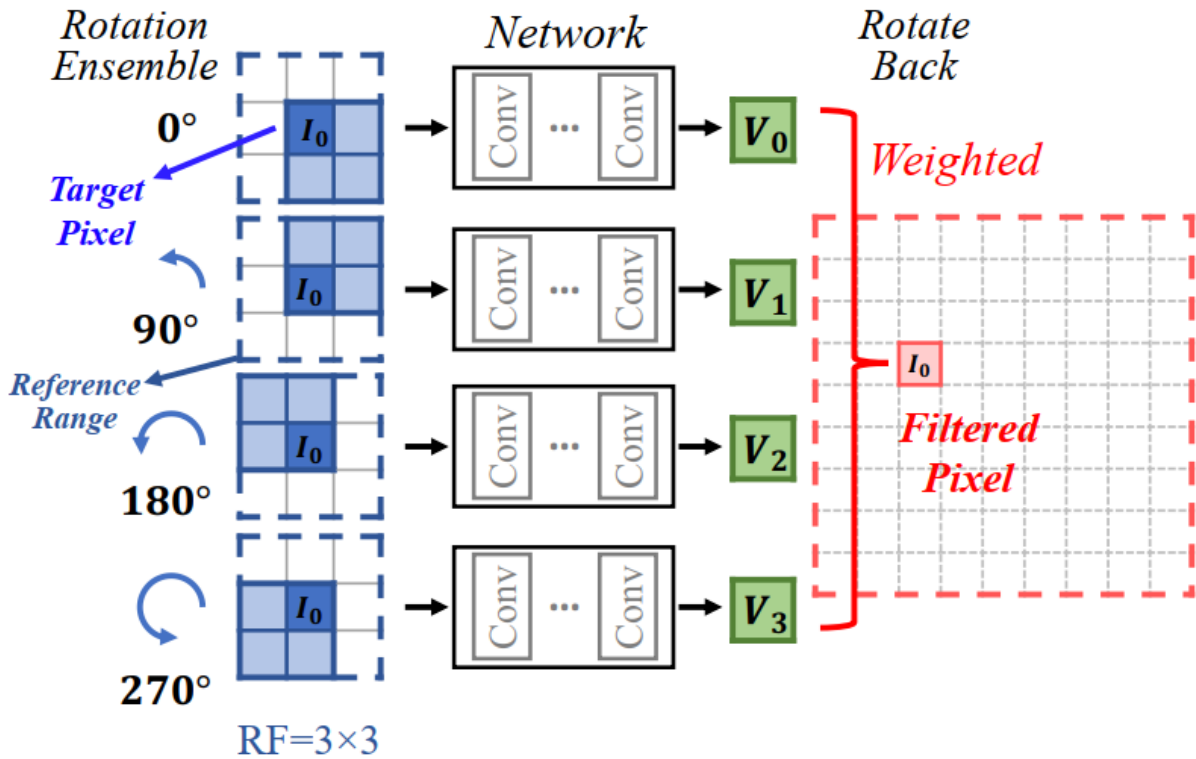 Rotation
Ensemble
Network
Rotate
Back
0°
I₀
Conv
...
Conv
V₀
Target
Pixel
Weighted
90°
I₀
Conv
...
Conv
V₁
Reference
Range
I₀
Filtered
Pixel
180°
I₀
Conv
...
Conv
V₂
270°
I₀
Conv
...
Conv
V₃
RF=3×3